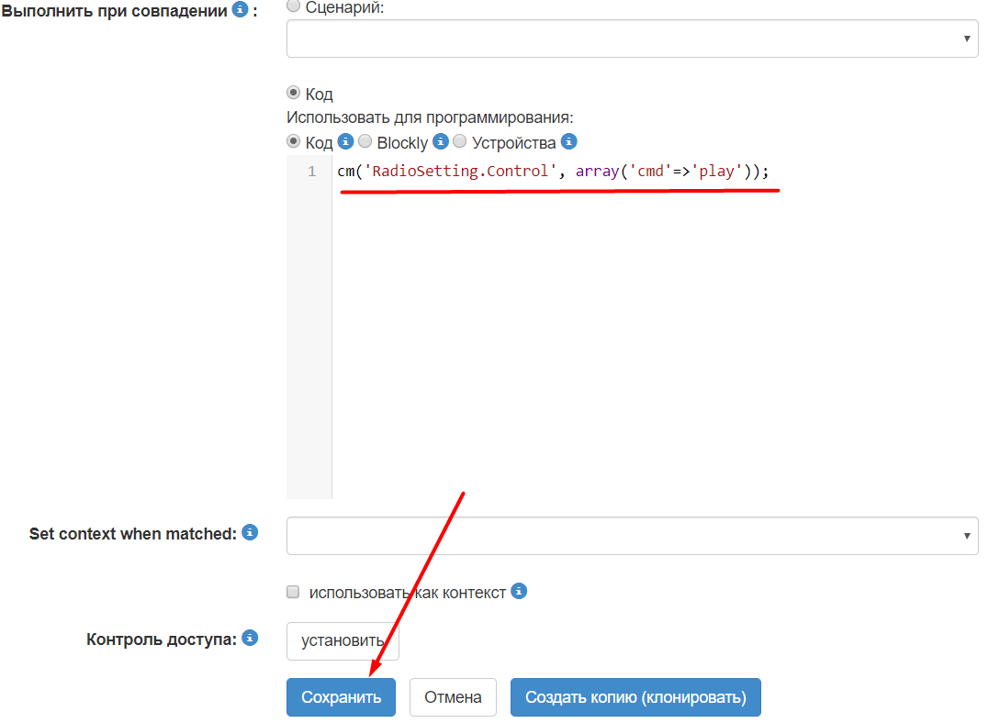 Выполнить при совпадении i :
Сценарий:
Код
Использовать для программирования:
Код i Blockly i Устройства i
1 cm('RadioSetting.Control', array('cmd'=>'play'));
Set context when matched: i
использовать как контекст i
Контроль доступа: i
установить
Сохранить Отмена Создать копию (клонировать)